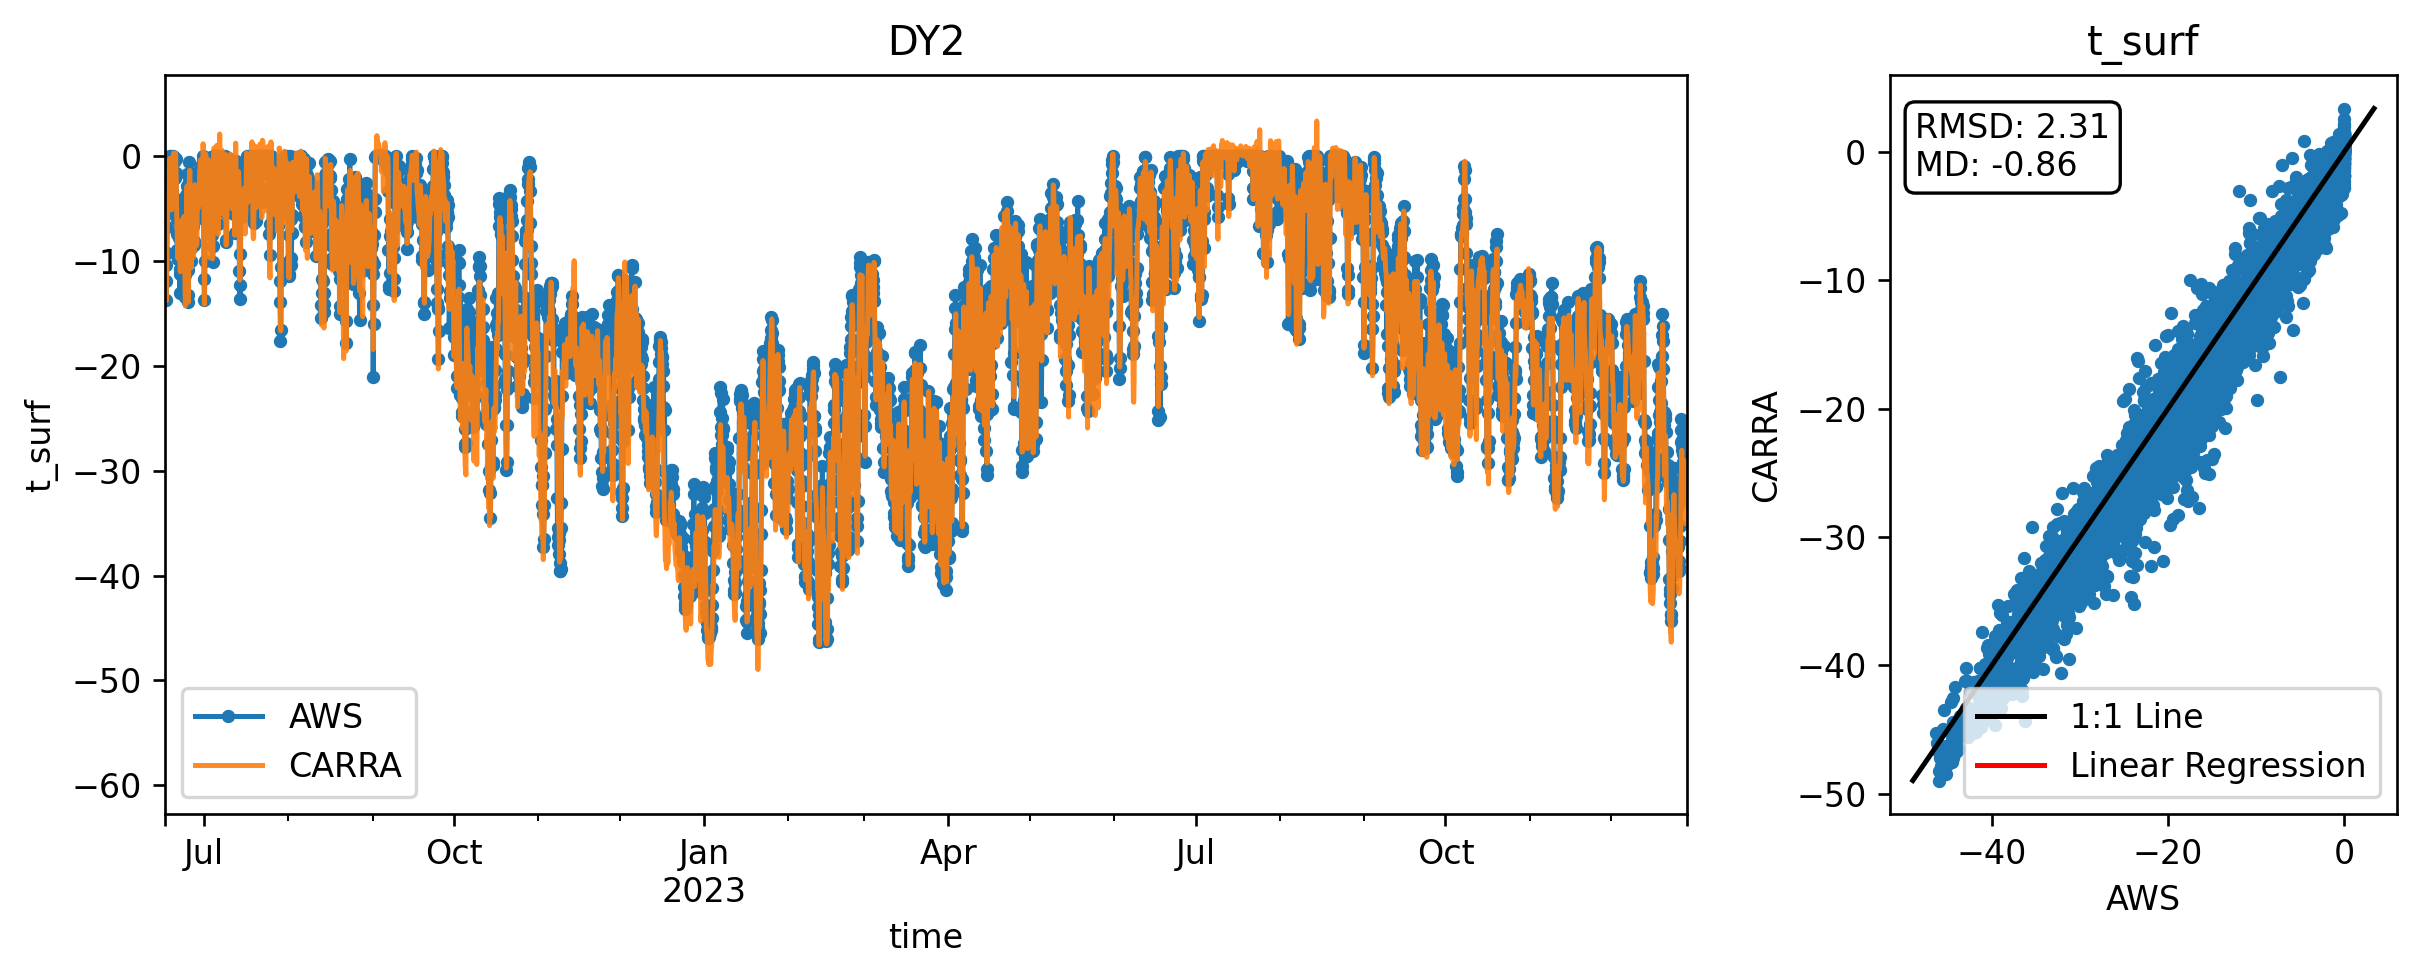 DY2
t_surf
0
−10
−20
−30
−40
−50
−60
AWS
CARRA
Jul
Oct
Jan
2023
Apr
Jul
Oct
time
t_surf
CARRA
0
−10
−20
−30
−40
−50
RMSD: 2.31
MD: -0.86
1:1 Line
Linear Regression
−40
−20
0
AWS